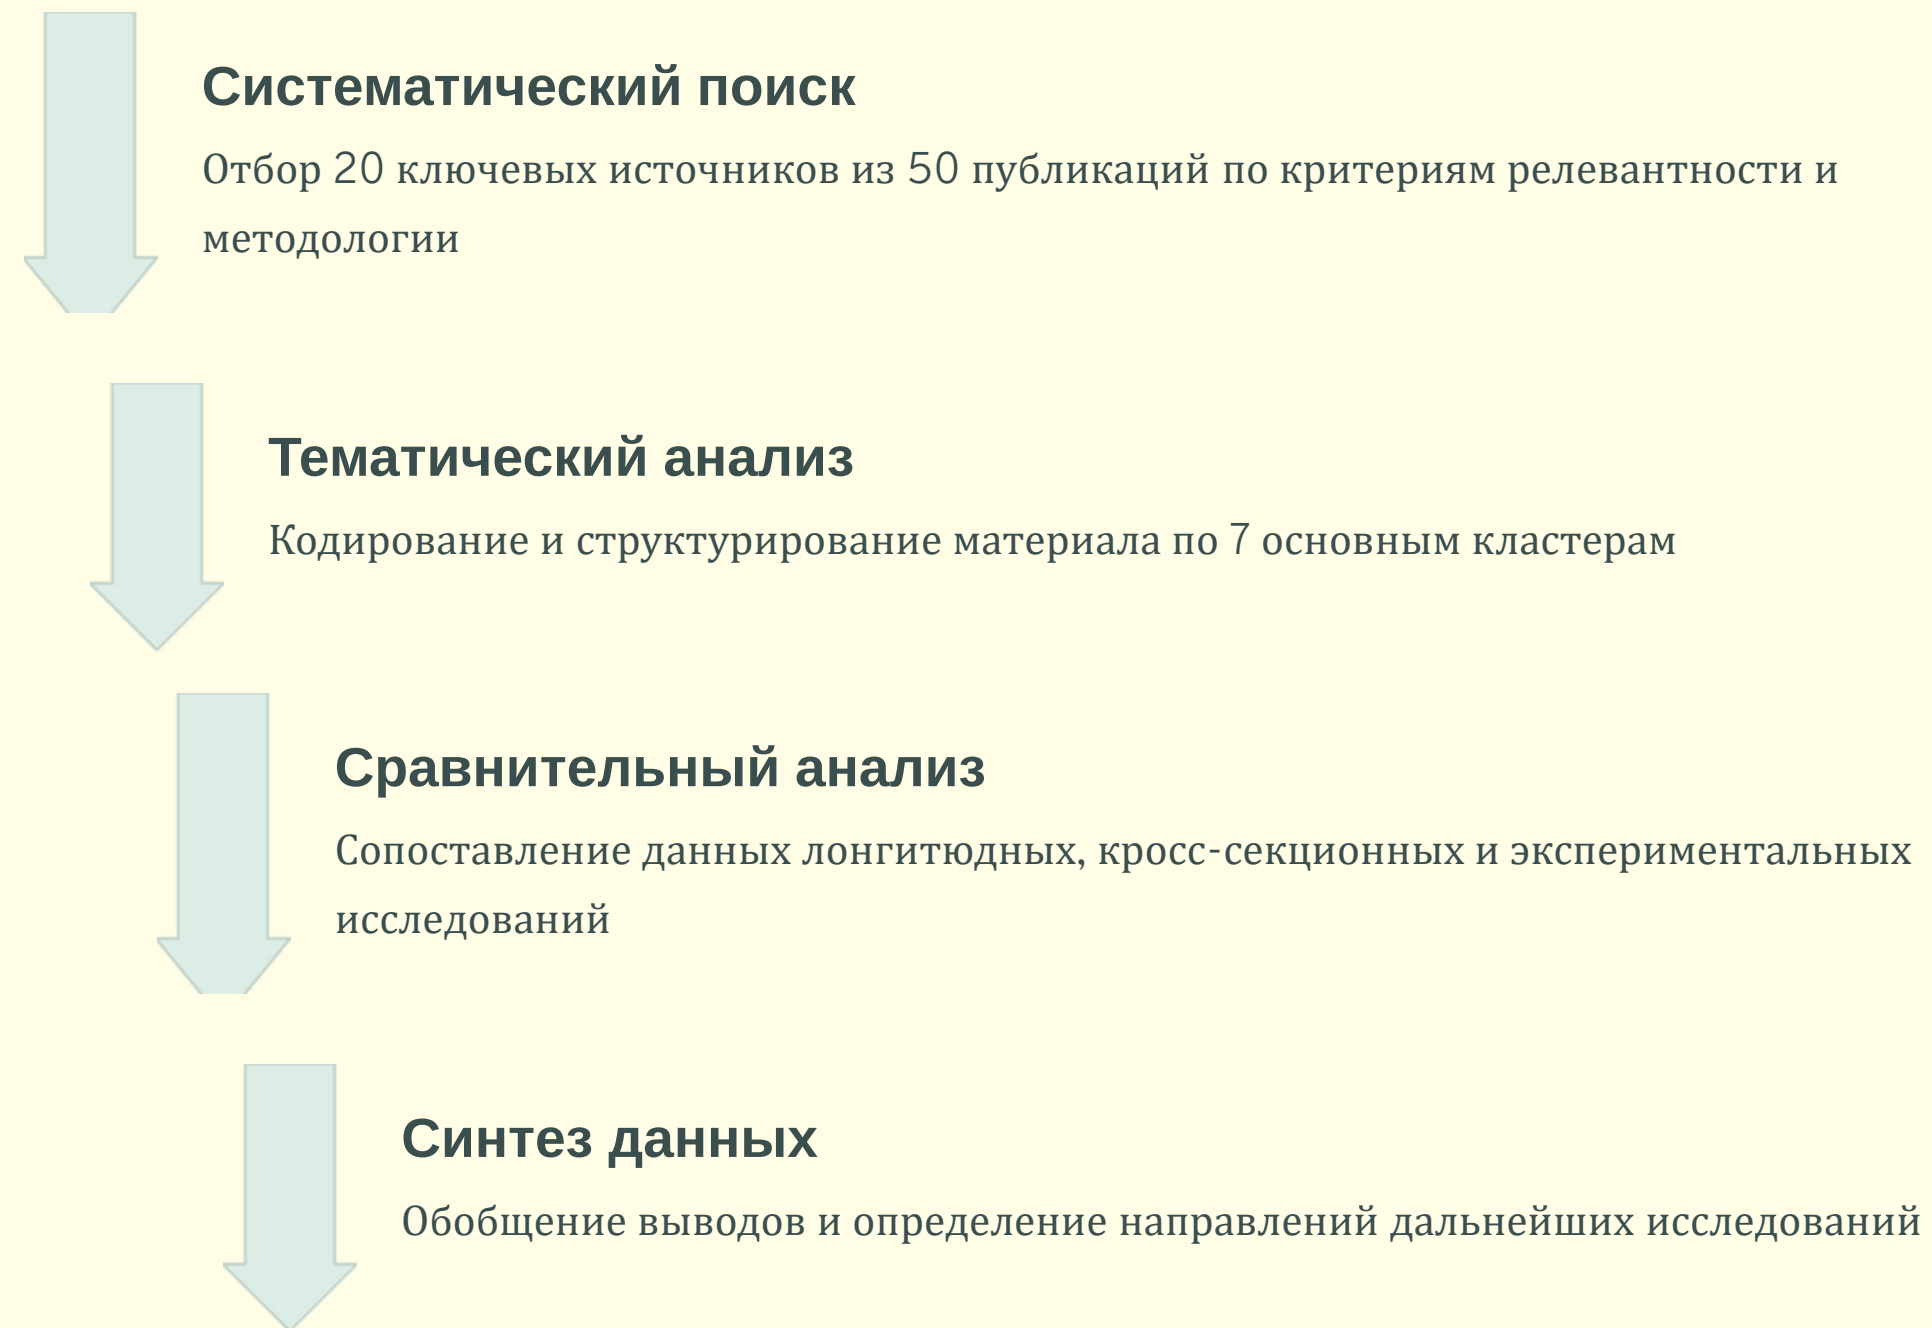 Систематический поиск
Отбор 20 ключевых источников из 50 публикаций по критериям релевантности и
методологии
Тематический анализ
Кодирование и структурирование материала по 7 основным кластерам
Сравнительный анализ
Сопоставление данных лонгитюдных, кросс-секционных и экспериментальных
исследований
Синтез данных
Обобщение выводов и определение направлений дальнейших исследований